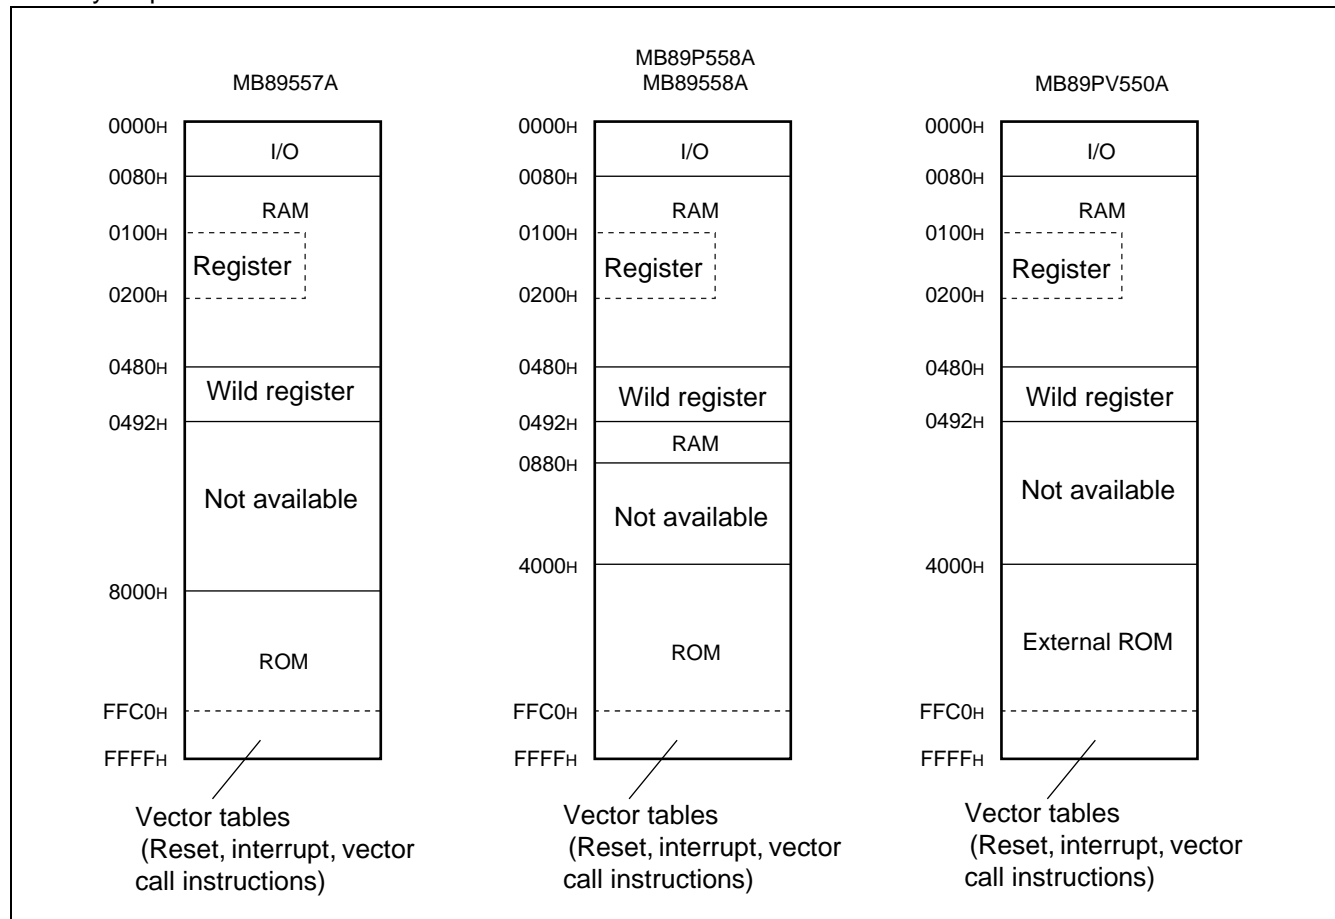 MB89557A
0000H
I/O
0080H
RAM
0100H
Register
0200H
0480H
Wild register
0492H
Not available
8000H
ROM
FFC0H
FFFFH
Vector tables
(Reset, interrupt, vector
call instructions)
MB89P558A
MB89558A
0000H
I/O
0080H
RAM
0100H
Register
0200H
0480H
Wild register
0492H
RAM
0880H
Not available
4000H
ROM
FFC0H
FFFFH
Vector tables
(Reset, interrupt, vector
call instructions)
MB89PV550A
0000H
I/O
0080H
RAM
0100H
Register
0200H
0480H
Wild register
0492H
Not available
4000H
External ROM
FFC0H
FFFFH
Vector tables
(Reset, interrupt, vector
call instructions)